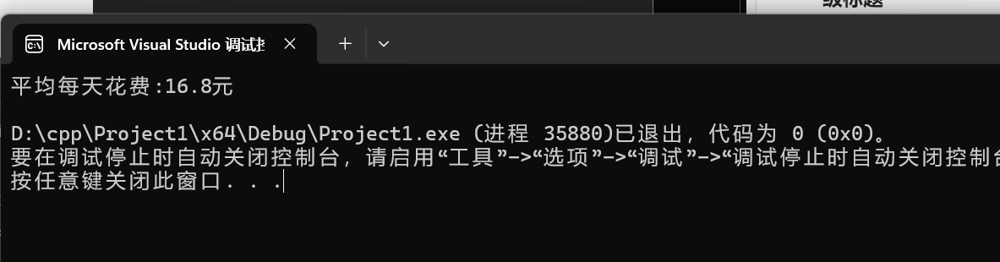 级标题
Microsoft Visual Studio 调试
平均每天花费:16.8元
D:\cpp\Project1\x64\Debug\Project1.exe (进程 35880)已退出，代码为 0 (0x0)。
要在调试停止时自动关闭控制台，请启用“工具”->“选项”->“调试”->“调试停止时自动关闭控制
按任意键关闭此窗口. . .